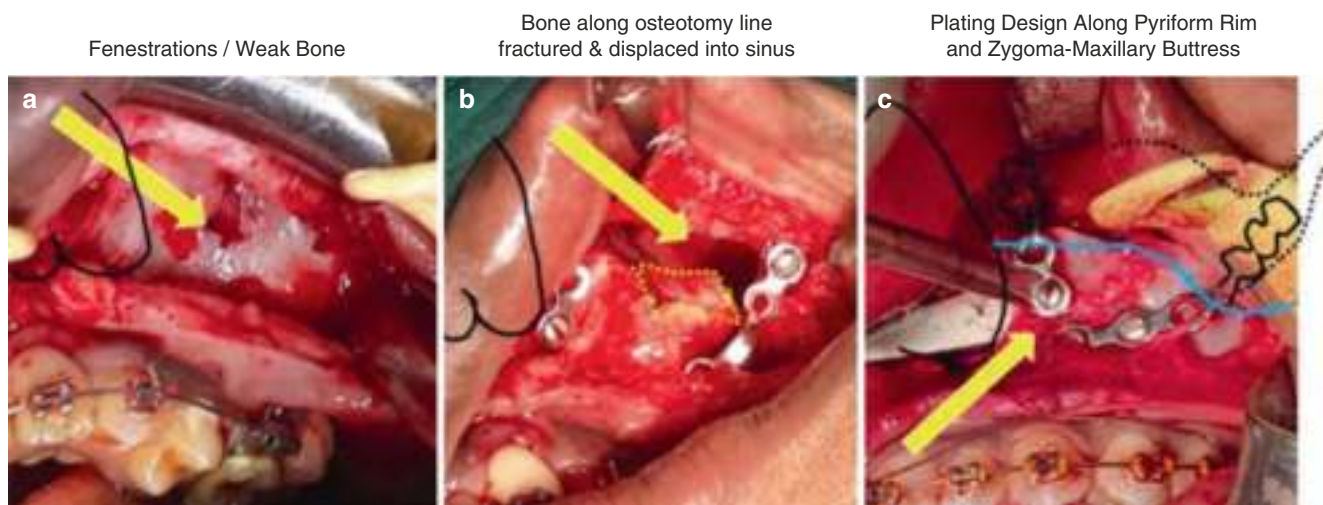 Fenestrations / Weak Bone
Bone along osteotomy line
fractured & displaced into sinus
Plating Design Along Pyriform Rim
and Zygoma-Maxillary Buttress
a
b
c